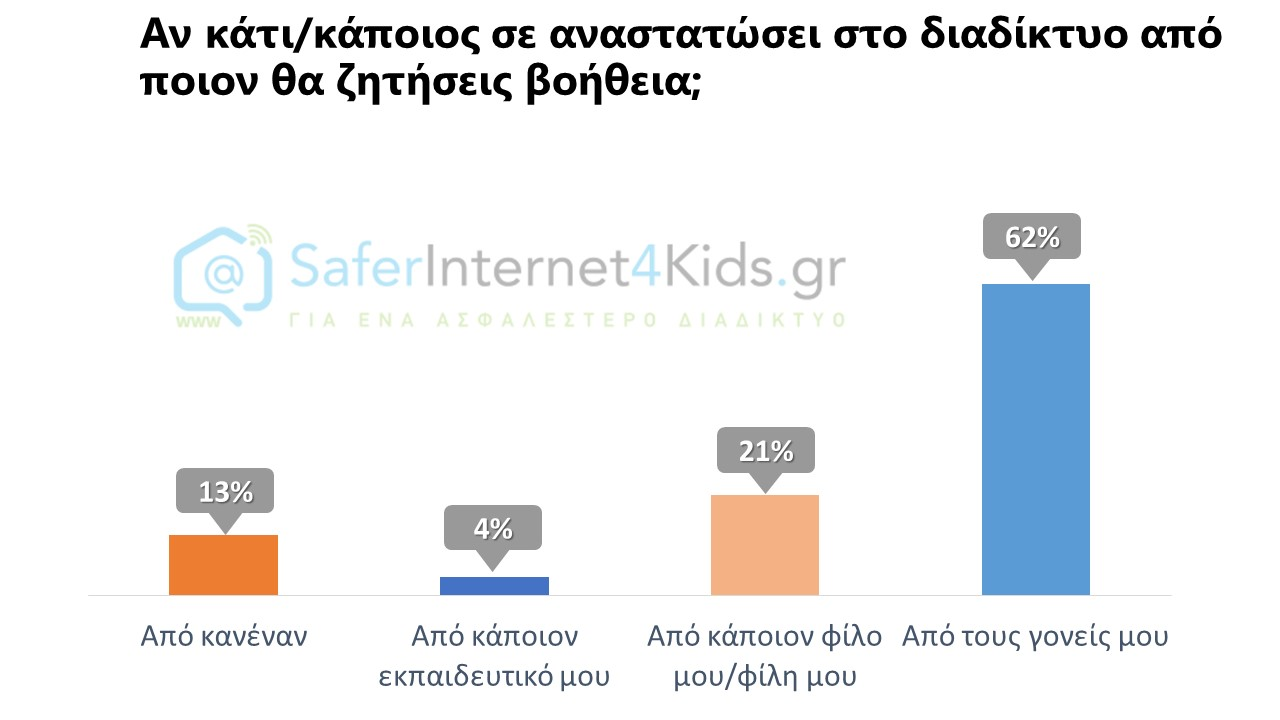 Αν κάτι/κάποιος σε αναστατώσει στο διαδίκτυο από
ποιον θα ζητήσεις βοήθεια;
@
www
SaferInternet4Kids.gr
ΓΙΑ ΕΝΑ ΑΣΦΑΛΕΣΤΕΡΟ ΔΙΑΔΙΚΤΥΟ
62%
21%
13%
4%
Από κανέναν
Από κάποιον
εκπαιδευτικό μου
Από κάποιον φίλο
μου/φίλη μου
Από τους γονείς μου